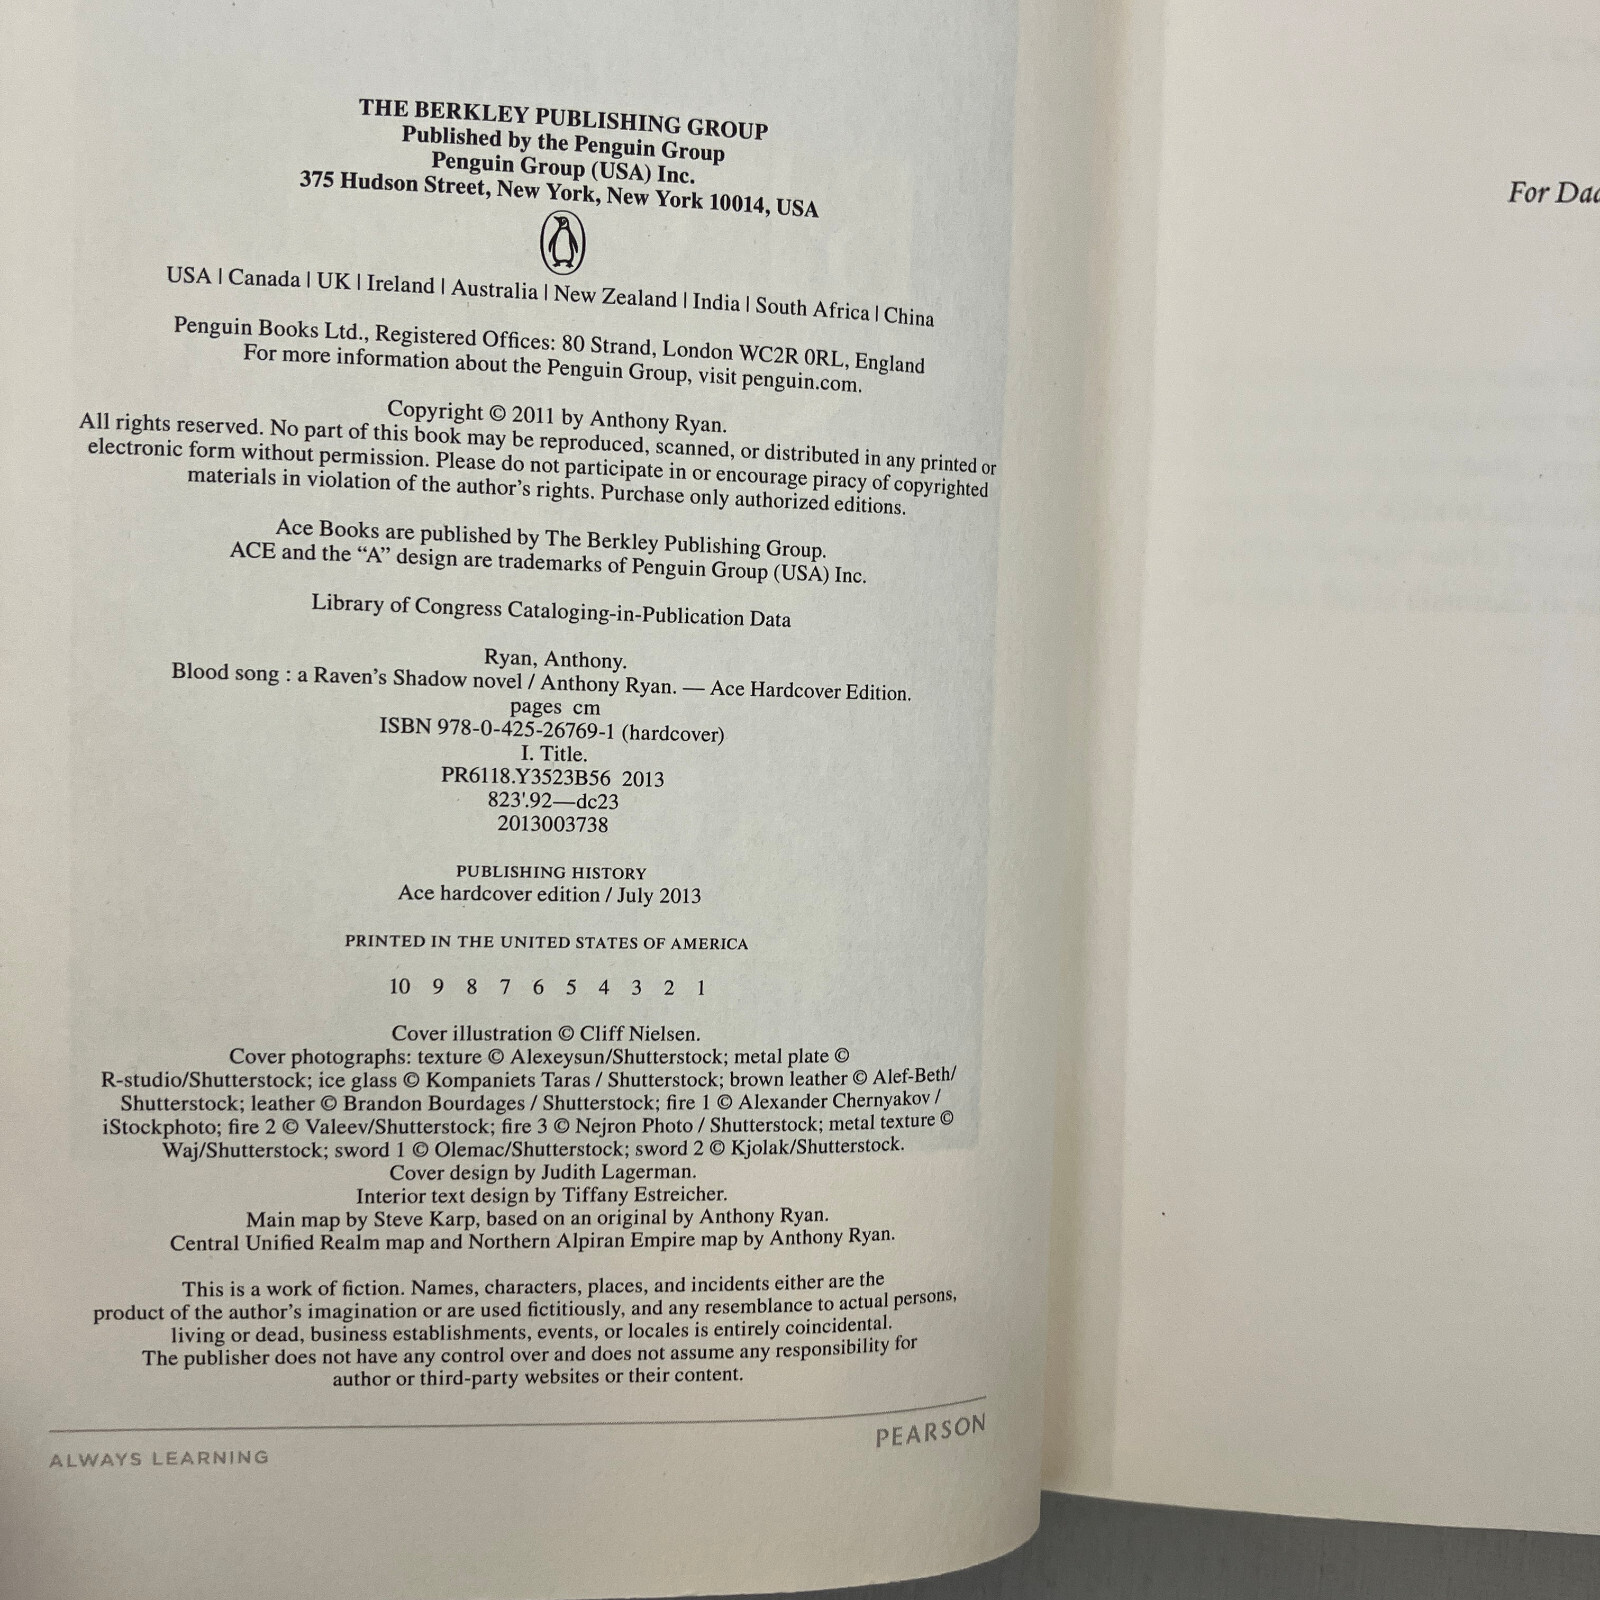 THE BERKLEY PUBLISHING GROUP
Published by the Penguin Group
Penguin Group (USA) Inc.
375 Hudson Street, New York, New York 10014, USA
USA | Canada | UK | Ireland | Australia | New Zealand | India | South Africa | China
Penguin Books Ltd., Registered Offices: 80 Strand, London WC2R 0RL, England
For more information about the Penguin Group, visit penguin.com.
Copyright © 2011 by Anthony Ryan.
All rights reserved. No part of this book may be reproduced, scanned, or distributed in any printed or
electronic form without permission. Please do not participate in or encourage piracy of copyrighted
materials in violation of the author's rights. Purchase only authorized editions.
Ace Books are published by The Berkley Publishing Group.
ACE and the “A” design are trademarks of Penguin Group (USA) Inc.
Library of Congress Cataloging-in-Publication Data
Ryan, Anthony.
Blood song : a Raven's Shadow novel / Anthony Ryan. — Ace Hardcover Edition.
pages cm
ISBN 978-0-425-26769-1 (hardcover)
I. Title.
PR6118.Y3523B56 2013
823'.92—dc23
2013003738
PUBLISHING HISTORY
Ace hardcover edition / July 2013
PRINTED IN THE UNITED STATES OF AMERICA
10 9 8 7 6 5 4 3 2 1
Cover illustration © Cliff Nielsen.
Cover photographs: texture © Alexeysun/Shutterstock; metal plate ©
R-studio/Shutterstock; ice glass © Kompaniets Taras / Shutterstock; brown leather © Alef-Beth/
Shutterstock; leather © Brandon Bourdages / Shutterstock; fire 1 © Alexander Chernyakov /
iStockphoto; fire 2 © Valeev/Shutterstock; fire 3 © Nejron Photo / Shutterstock; metal texture ©
Waj/Shutterstock; sword 1 © Olemac/Shutterstock; sword 2 © Kjolak/Shutterstock.
Cover design by Judith Lagerman.
Interior text design by Tiffany Estreicher.
Main map by Steve Karp, based on an original by Anthony Ryan.
Central Unified Realm map and Northern Alpiran Empire map by Anthony Ryan.
This is a work of fiction. Names, characters, places, and incidents either are the
product of the author's imagination or are used fictitiously, and any resemblance to actual persons,
living or dead, business establishments, events, or locales is entirely coincidental.
The publisher does not have any control over and does not assume any responsibility for
author or third-party websites or their content.
ALWAYS LEARNING
PEARSON
For